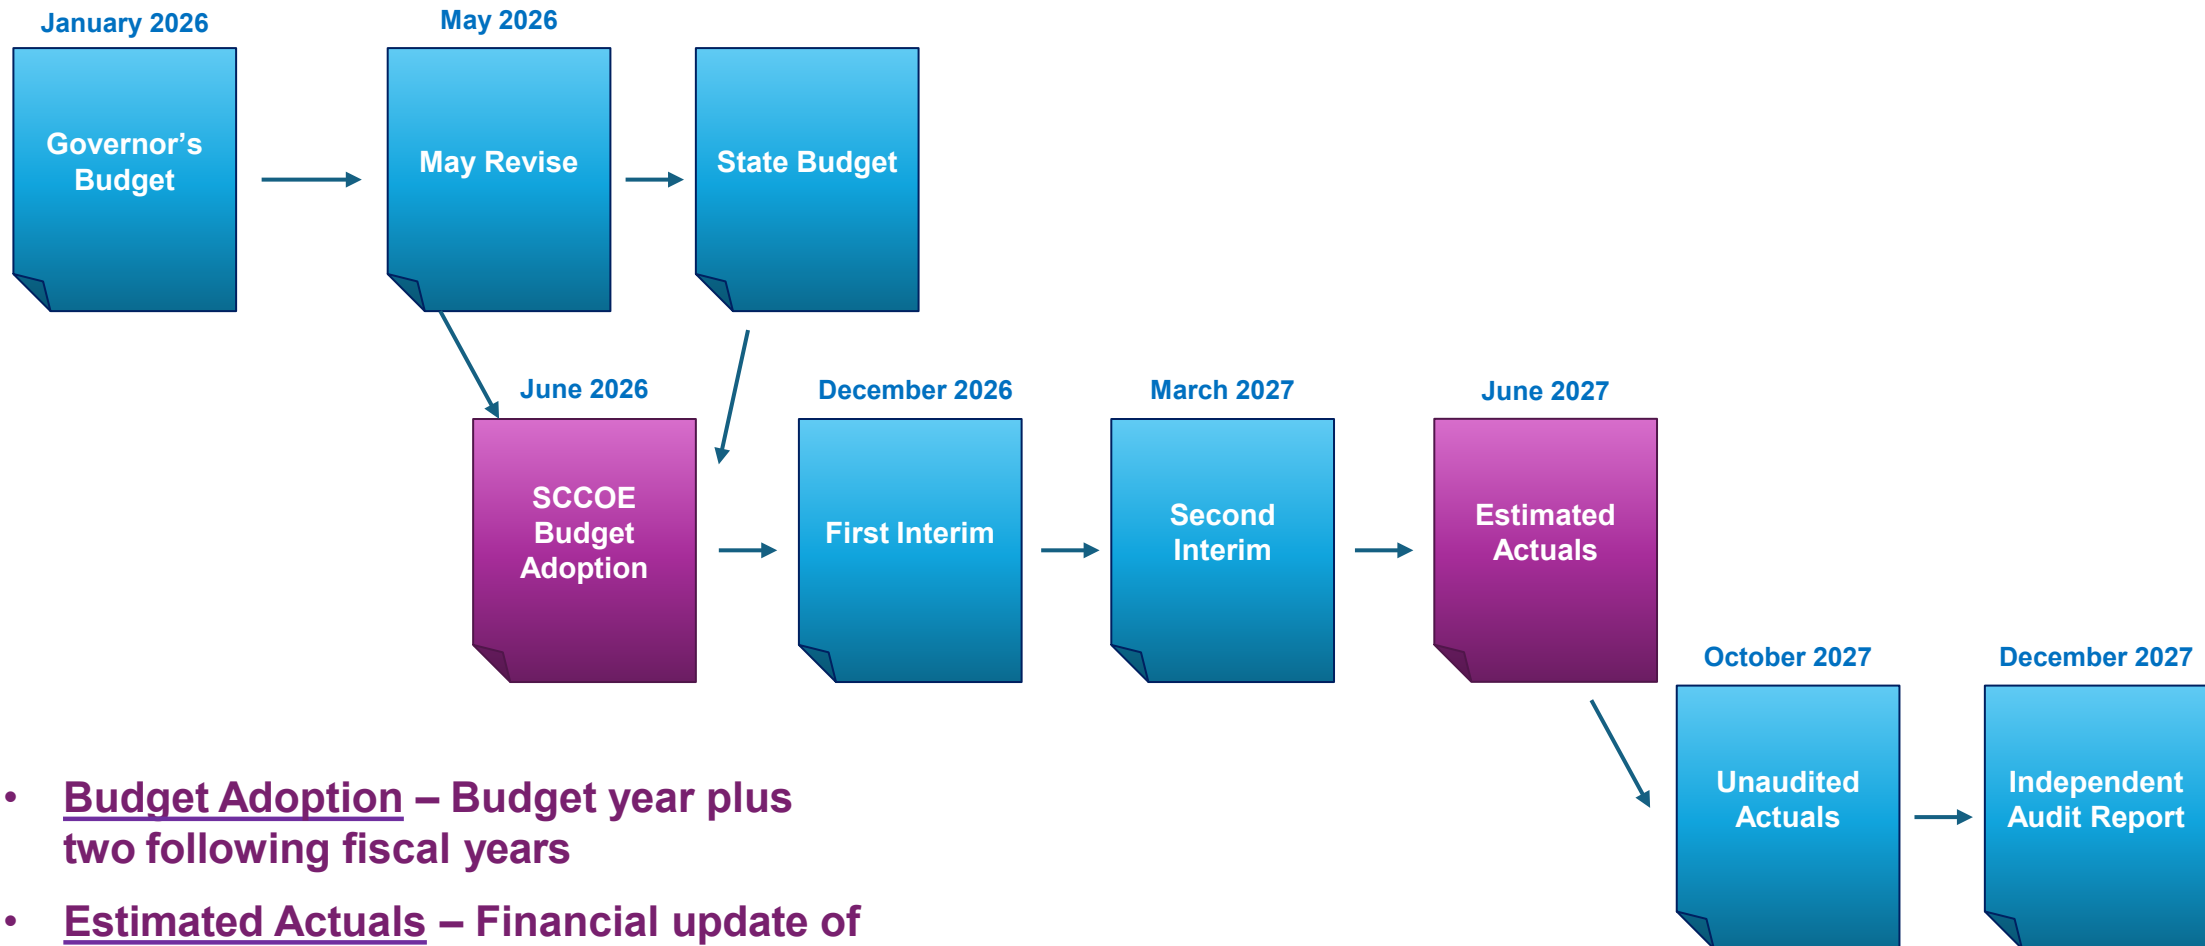 January 2026
May 2026
Governor’s
Budget
May Revise
State Budget
June 2026
December 2026
March 2027
June 2027
SCCOE
Budget
Adoption
First Interim
Second
Interim
Estimated
Actuals
October 2027
December 2027
Unaudited
Actuals
Independent
Audit Report
• Budget Adoption – Budget year plus
two following fiscal years
• Estimated Actuals – Financial update of